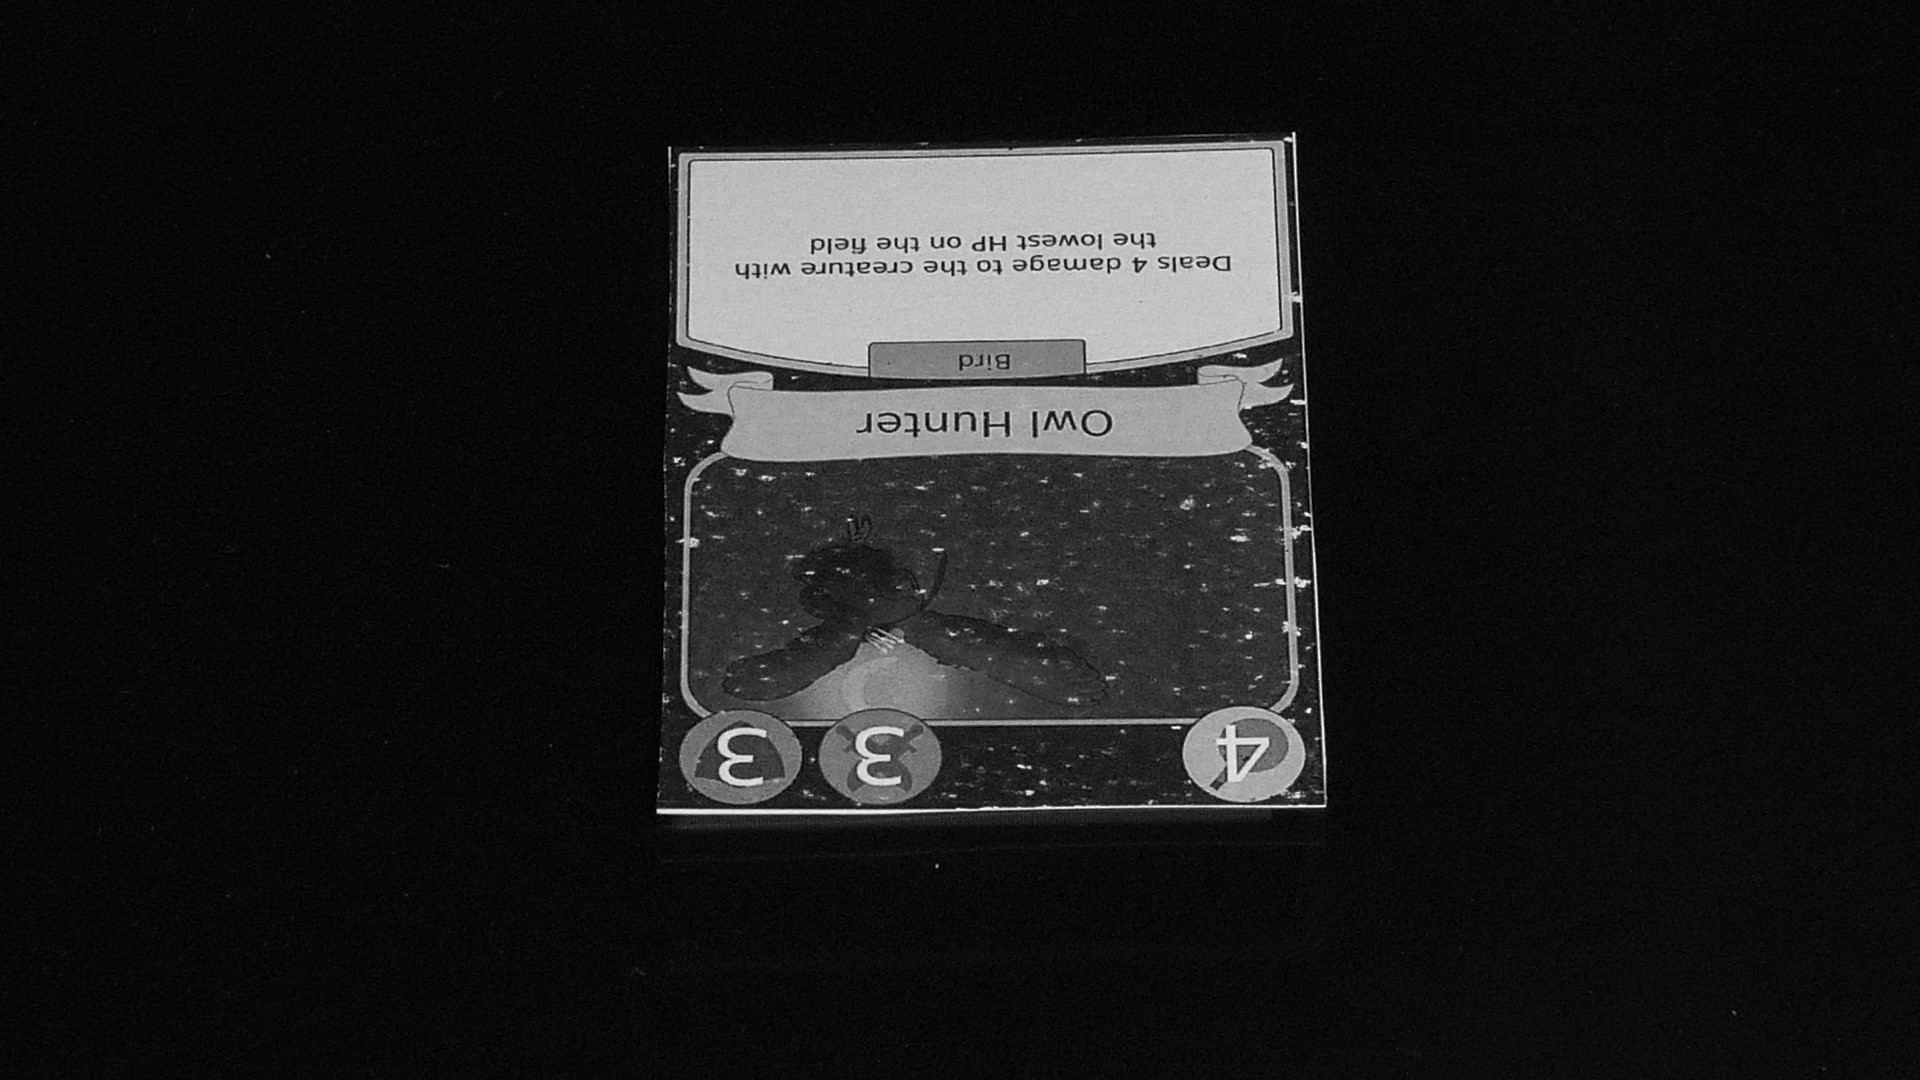 4 3 3
Owl Hunter
Bird
Deals 4 damage to the creature with
the lowest HP on the field